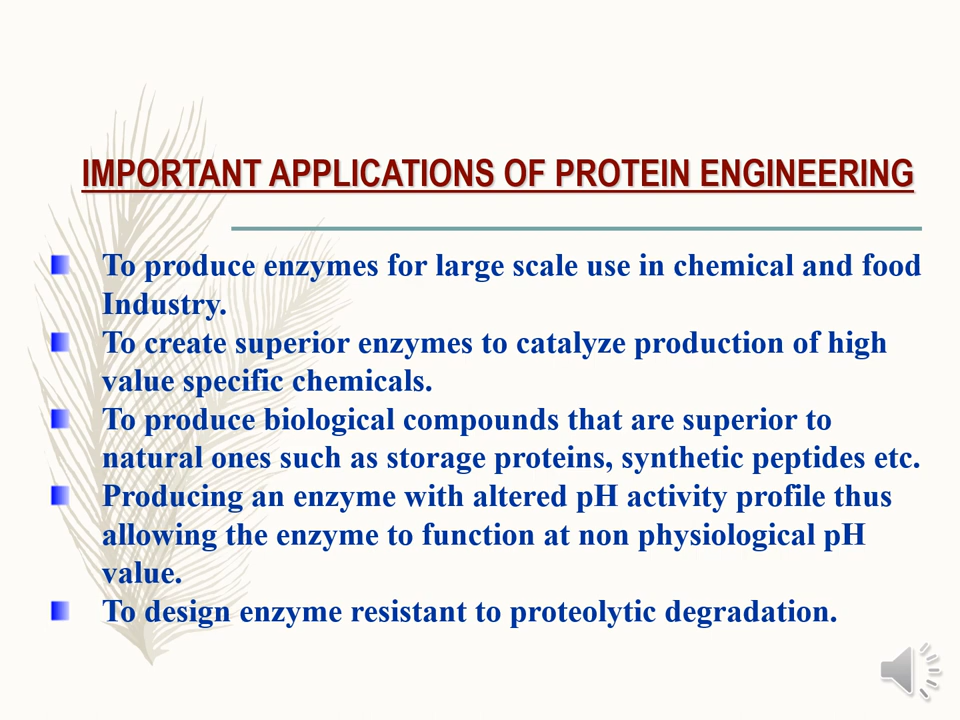 IMPORTANT APPLICATIONS OF PROTEIN ENGINEERING
To produce enzymes for large scale use in chemical and food
Industry.
To create superior enzymes to catalyze production of high
value specific chemicals.
To produce biological compounds that are superior to
natural ones such as storage proteins, synthetic peptides etc.
Producing an enzyme with altered pH activity profile thus
allowing the enzyme to function at non physiological pH
value.
To design enzyme resistant to proteolytic degradation.